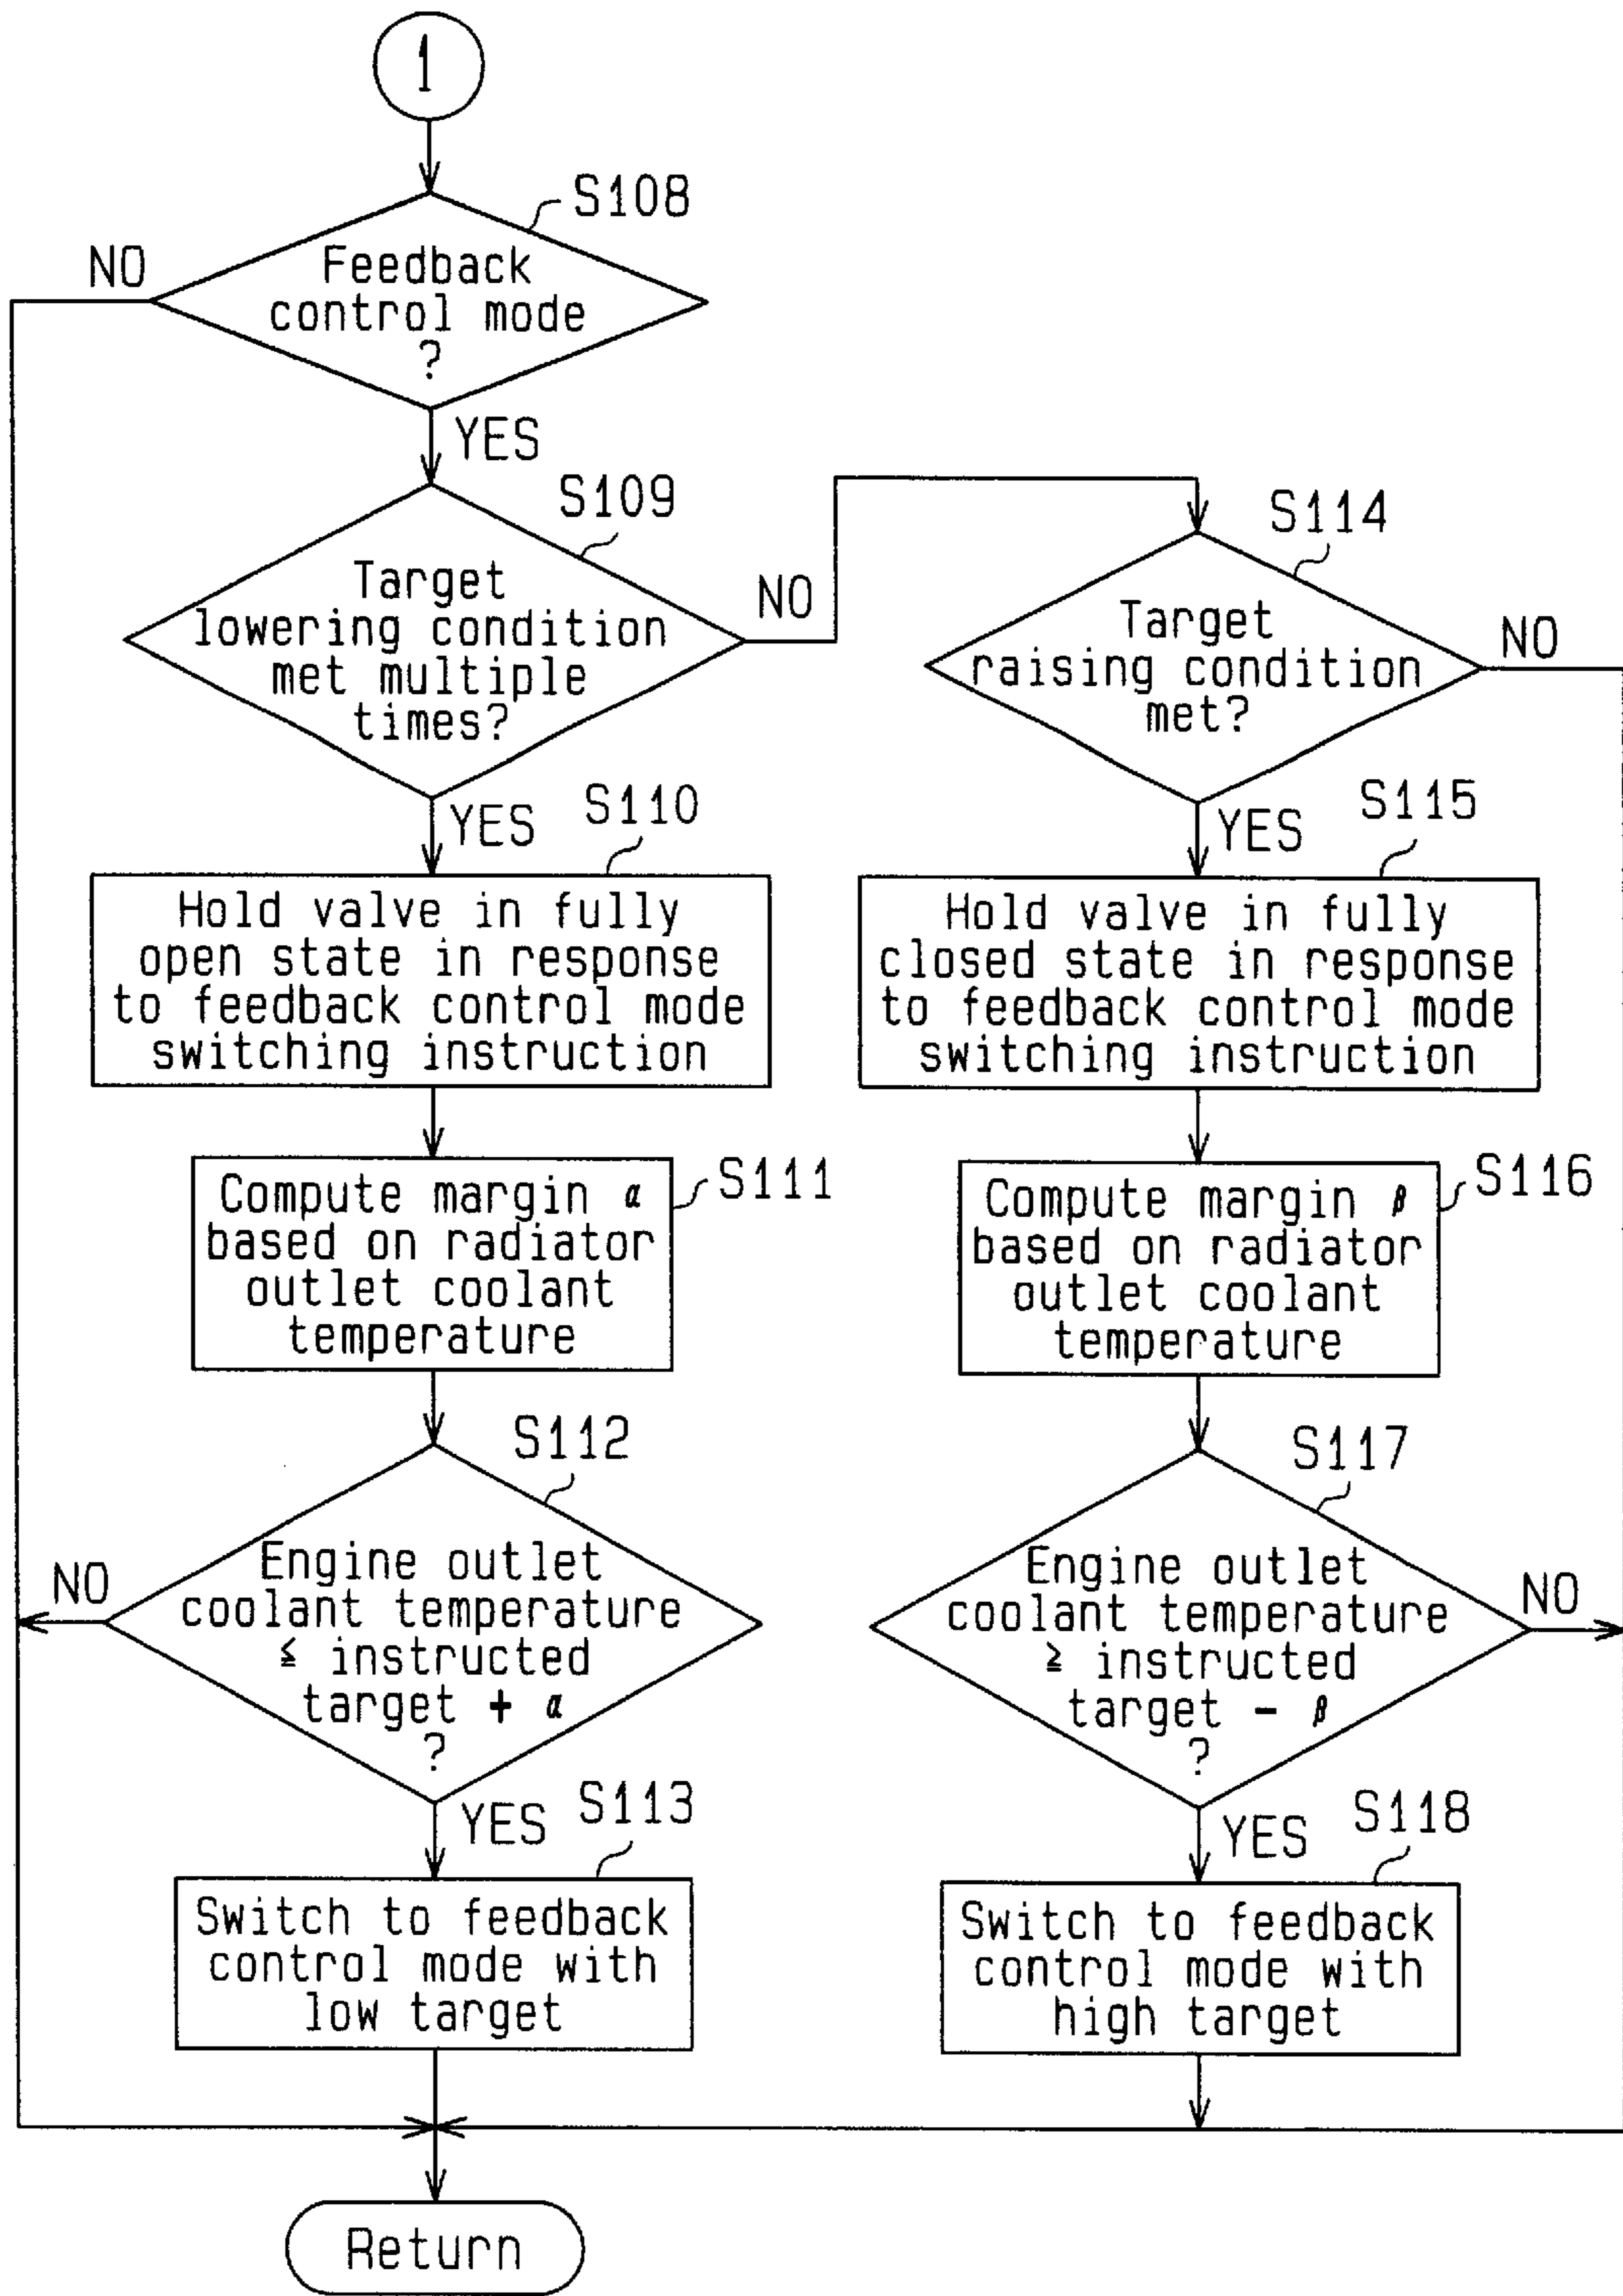 1
S108
NO
Feedback
control mode
?
YES
S109
Target
lowering condition
met multiple
times?
NO
YES
S110
Hold valve in fully
open state in response
to feedback control mode
switching instruction
S111
Compute margin α
based on radiator
outlet coolant
temperature
S112
NO
Engine outlet
coolant temperature
≦ instructed
target + α
?
YES
S113
Switch to feedback
control mode with
low target
S114
Target
raising condition
met?
NO
YES
S115
Hold valve in fully
closed state in response
to feedback control mode
switching instruction
S116
Compute margin β
based on radiator
outlet coolant
temperature
S117
Engine outlet
coolant temperature
≧ instructed
target - β
?
NO
YES
S118
Switch to feedback
control mode with
high target
Return